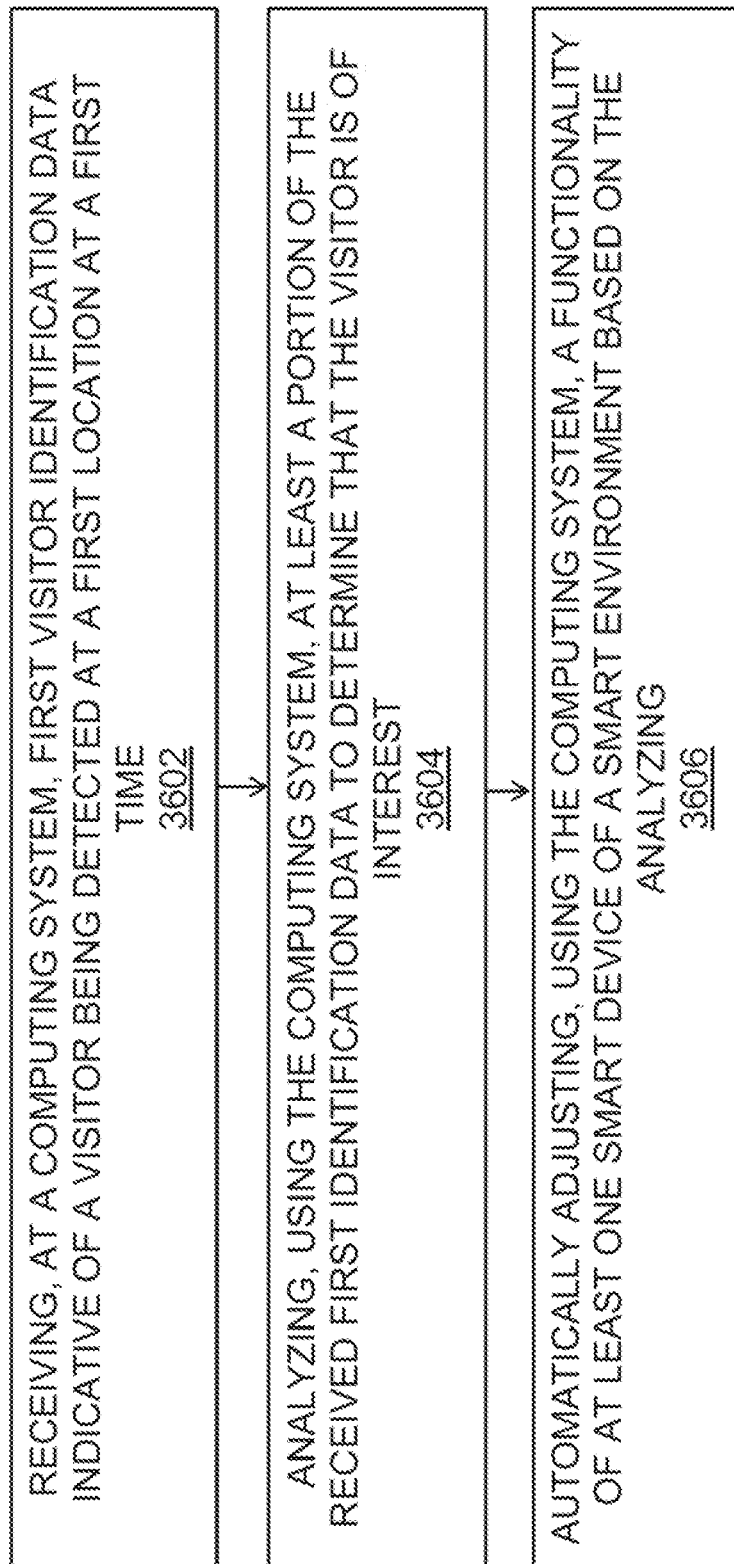 RECEIVING, AT A COMPUTING SYSTEM, FIRST VISITOR IDENTIFICATION DATA
INDICATIVE OF A VISITOR BEING DETECTED AT A FIRST LOCATION AT A FIRST
TIME
3602
ANALYZING, USING THE COMPUTING SYSTEM, AT LEAST A PORTION OF THE
RECEIVED FIRST IDENTIFICATION DATA TO DETERMINE THAT THE VISITOR IS OF
INTEREST
3604
AUTOMATICALLY ADJUSTING, USING THE COMPUTING SYSTEM, A FUNCTIONALITY
OF AT LEAST ONE SMART DEVICE OF A SMART ENVIRONMENT BASED ON THE
ANALYZING
3606